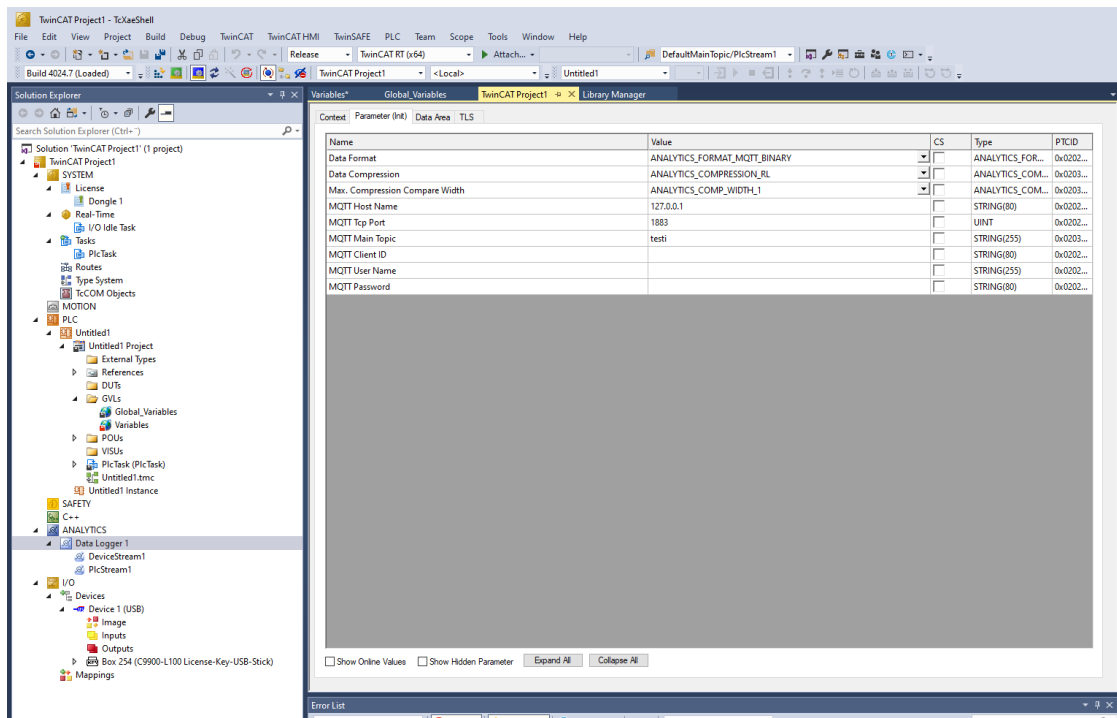 TwinCAT Project1 - TcXaeShell
File Edit View Project Build Debug TwinCAT TwinCAT HMI TwinSAFE PLC Team Scope Tools Window Help
Release TwinCAT RT (x64) Attach... DefaultMainTopic/PlcStream1
Build 4024.7 (Loaded) TwinCAT Project1 <Local> Untitled1
Solution Explorer
Search Solution Explorer (Ctrl+¨)
Solution 'TwinCAT Project1' (1 project)
TwinCAT Project1
SYSTEM
License
Dongle 1
Real-Time
I/O Idle Task
Tasks
PlcTask
Routes
Type System
TcCOM Objects
MOTION
PLC
Untitled1
Untitled1 Project
External Types
References
DUTs
GVLs
Global_Variables
Variables
POUs
VISUs
PlcTask (PlcTask)
Untitled1.tmc
Untitled1 Instance
SAFETY
C++
ANALYTICS
Data Logger 1
DeviceStream1
PlcStream1
I/O
Devices
Device 1 (USB)
Image
Inputs
Outputs
Box 254 (C9900-L100 License-Key-USB-Stick)
Mappings
Variables* Global_Variables TwinCAT Project1 Library Manager
Context Parameter (Init) Data Area TLS
Name Value CS Type PTCID
Data Format ANALYTICS_FORMAT_MQTT_BINARY ANALYTICS_FOR... 0x0202...
Data Compression ANALYTICS_COMPRESSION_RL ANALYTICS_COM... 0x0203...
Max. Compression Compare Width ANALYTICS_COMP_WIDTH_1 ANALYTICS_COM... 0x0203...
MQTT Host Name 127.0.0.1 STRING(80) 0x0202...
MQTT Tcp Port 1883 UINT 0x0202...
MQTT Main Topic testi STRING(255) 0x0203...
MQTT Client ID STRING(80) 0x0202...
MQTT User Name STRING(255) 0x0202...
MQTT Password STRING(80) 0x0202...
Show Online Values Show Hidden Parameter Expand All Collapse All
Error List